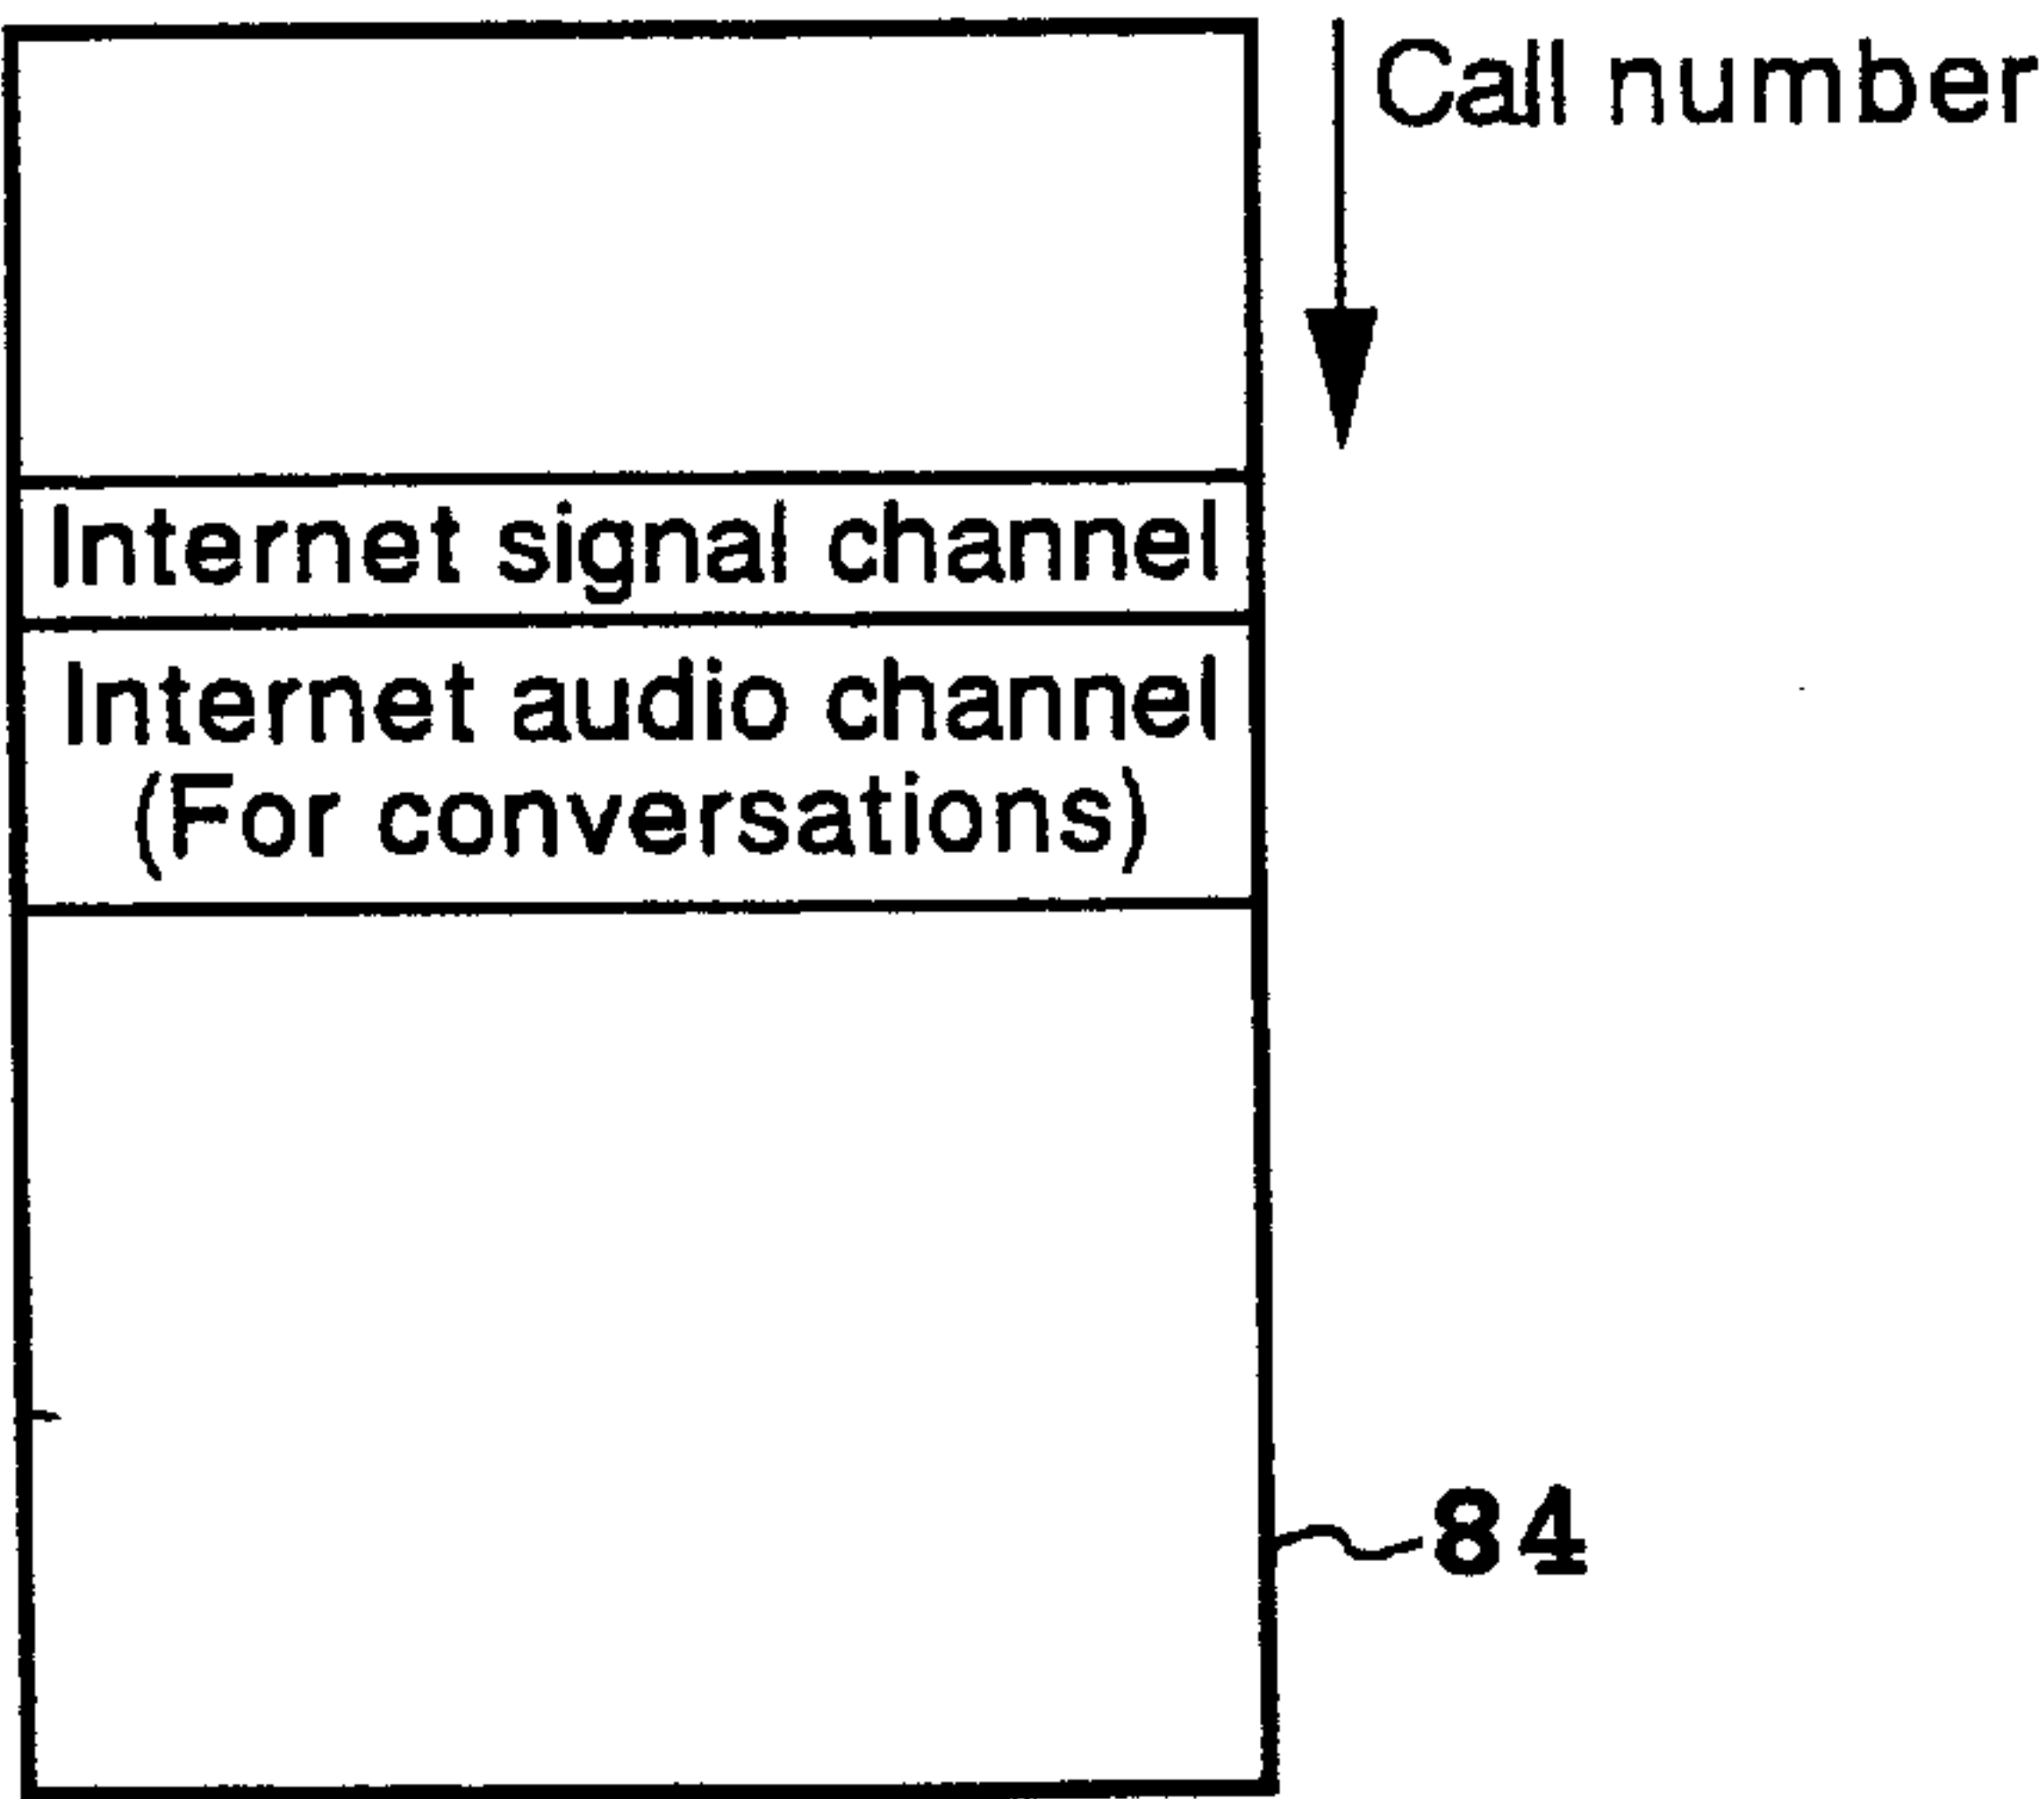 Call number
Internet signal channel
Internet audio channel
(For conversations)
84